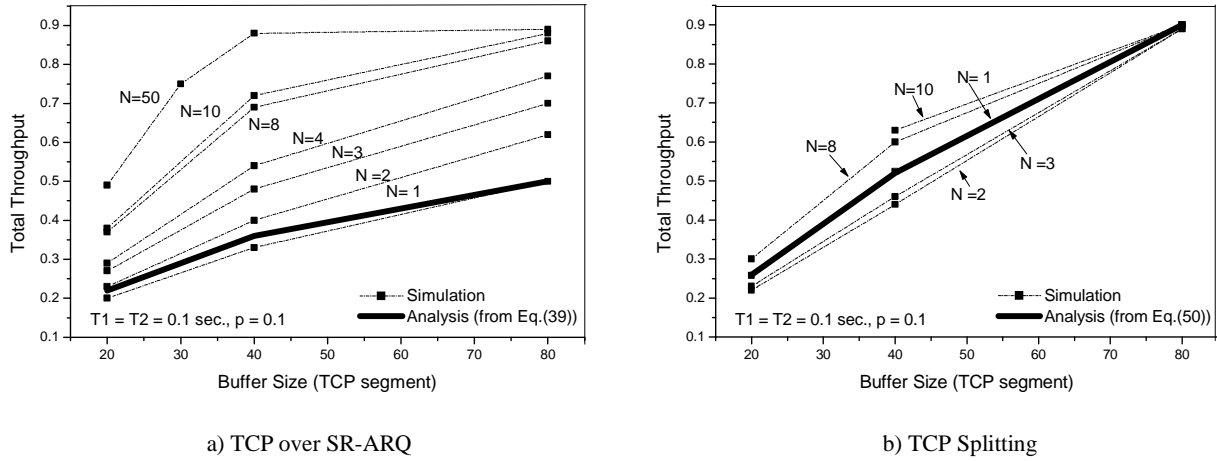 0.9
0.8
0.7
0.6
0.5
0.4
0.3
0.2
0.1
Total Throughput
N=50
N=10
N=8
N=4
N=3
N =2
N= 1
Simulation
Analysis (from Eq.(39))
T1 = T2 = 0.1 sec., p = 0.1
20 30 40 50 60 70 80
Buffer Size (TCP segment)
a) TCP over SR-ARQ
0.9
0.8
0.7
0.6
0.5
0.4
0.3
0.2
0.1
Total Throughput
N= 1
N=10
N=8
N =3
N =2
Simulation
Analysis (from Eq.(50))
T1 = T2 = 0.1 sec., p = 0.1
20 30 40 50 60 70 80
Buffer Size (TCP segment)
b) TCP Splitting